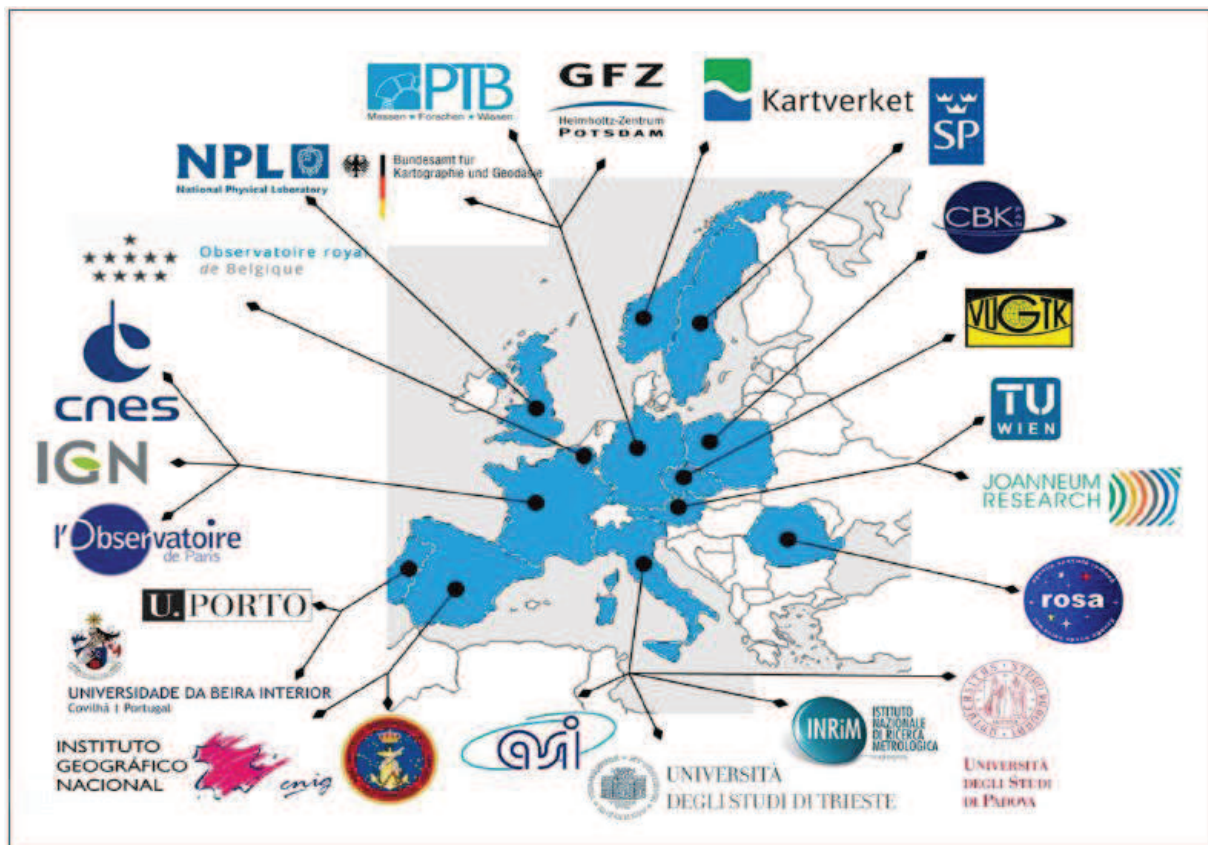 PTB
Messen • Forschen • Wissen
GFZ
Helmholtz-Zentrum
POTSDAM
Kartverket
SP
NPL
National Physical Laboratory
Bundesamt für
Kartographie und Geodäsie
CBK
PAN
Observatoire royal
de Belgique
VUGTK
cnes
TU
WIEN
IGN
JOANNEUM
RESEARCH
l'Observatoire
de Paris
U. PORTO
rosa
UNIVERSIDADE DA BEIRA INTERIOR
Covilhã | Portugal
INSTITUTO
GEOGRÁFICO
NACIONAL
cnig
asi
UNIVERSITÀ
DEGLI STUDI DI TRIESTE
INRiM
ISTITUTO
NAZIONALE
DI RICERCA
METROLOGICA
UNIVERSITÀ
DEGLI STUDI
DI PADOVA